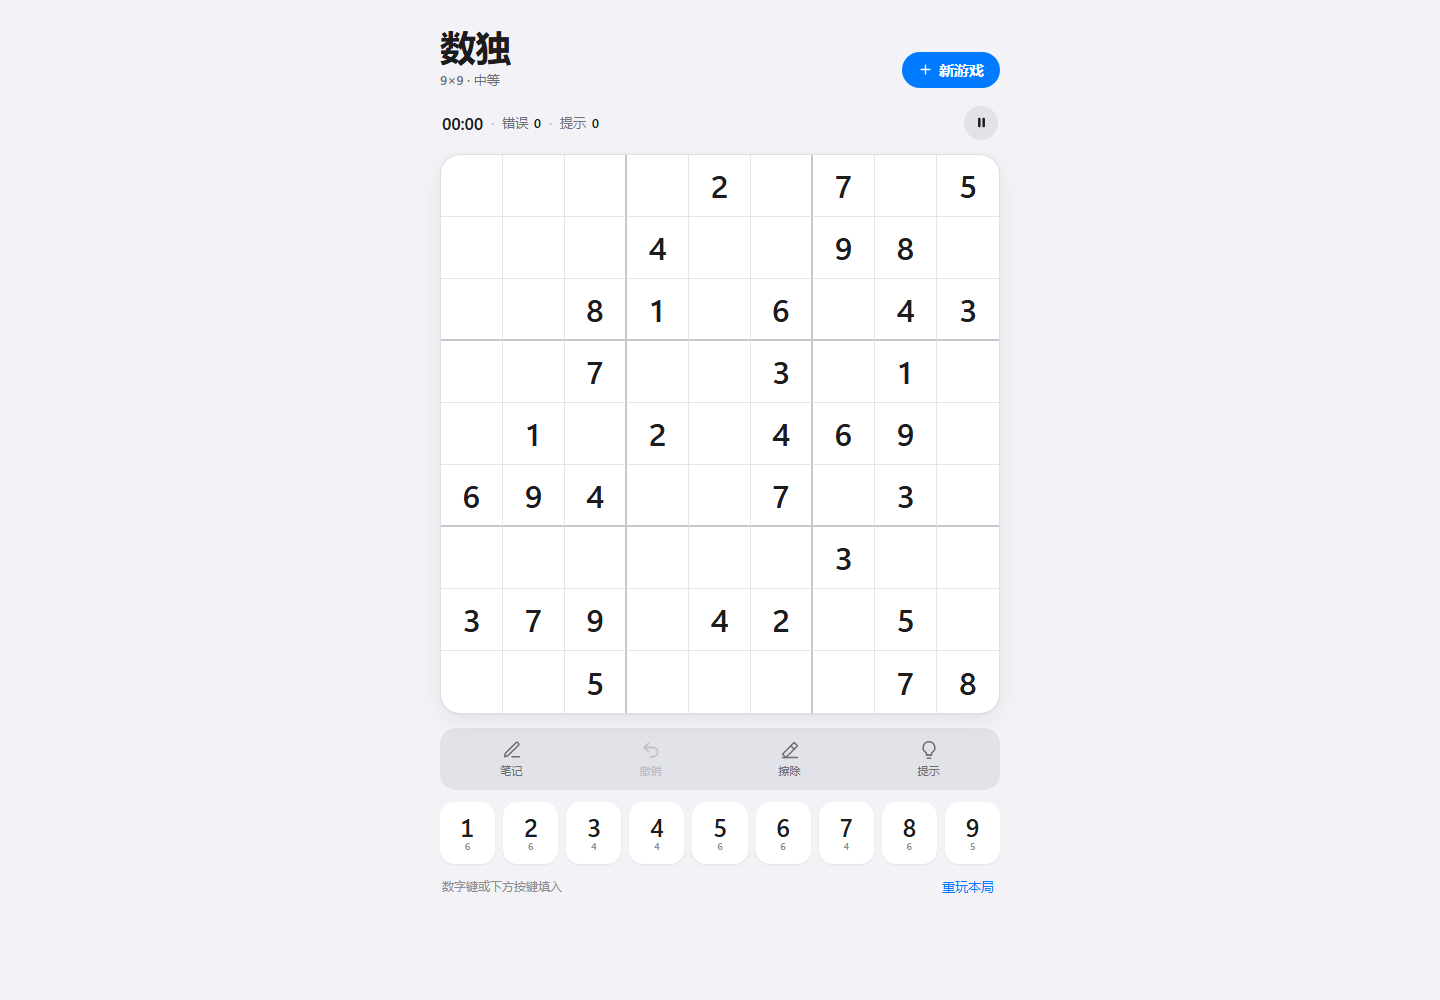 数独
9×9 · 中等
+ 新游戏
00:00 · 错误 0 · 提示 0
2 7 5
4 9 8
8 1 6 4 3
7 3 1
1 2 4 6 9
6 9 4 7 3
3
3 7 9 4 2 5
5 7 8
笔记 撤销 擦除 提示
1 2 3 4 5 6 7 8 9
6 6 4 4 6 6 4 6 5
数字键或下方按键填入 重玩本局